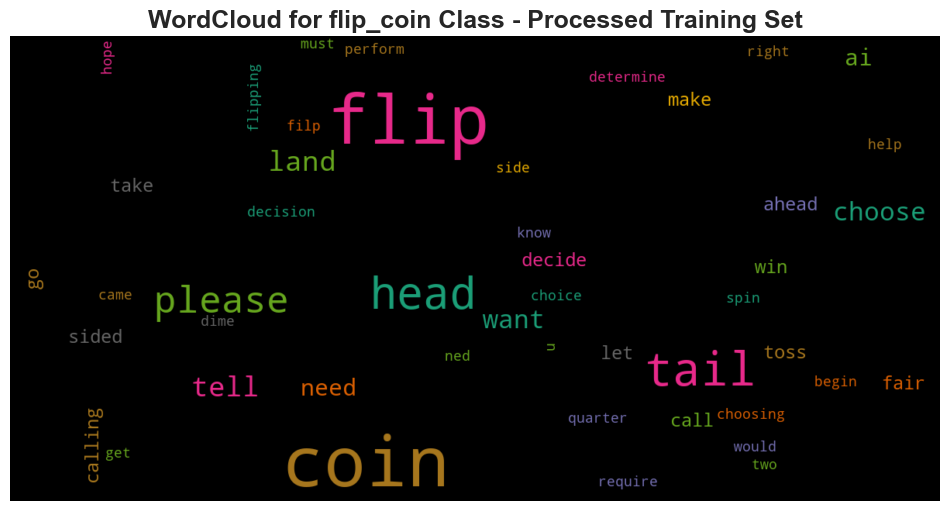 WordCloud for flip_coin Class - Processed Training Set
hope
must
perform
right
ai
flipping
determine
make
filp
flip
land
side
help
take
decision
ahead
choose
know
go
decide
win
came
please
dime
head
choice
want
spin
sided
ned
u
let
tail
toss
tell
need
begin
fair
calling
get
coin
quarter
call
choosing
would
two
require